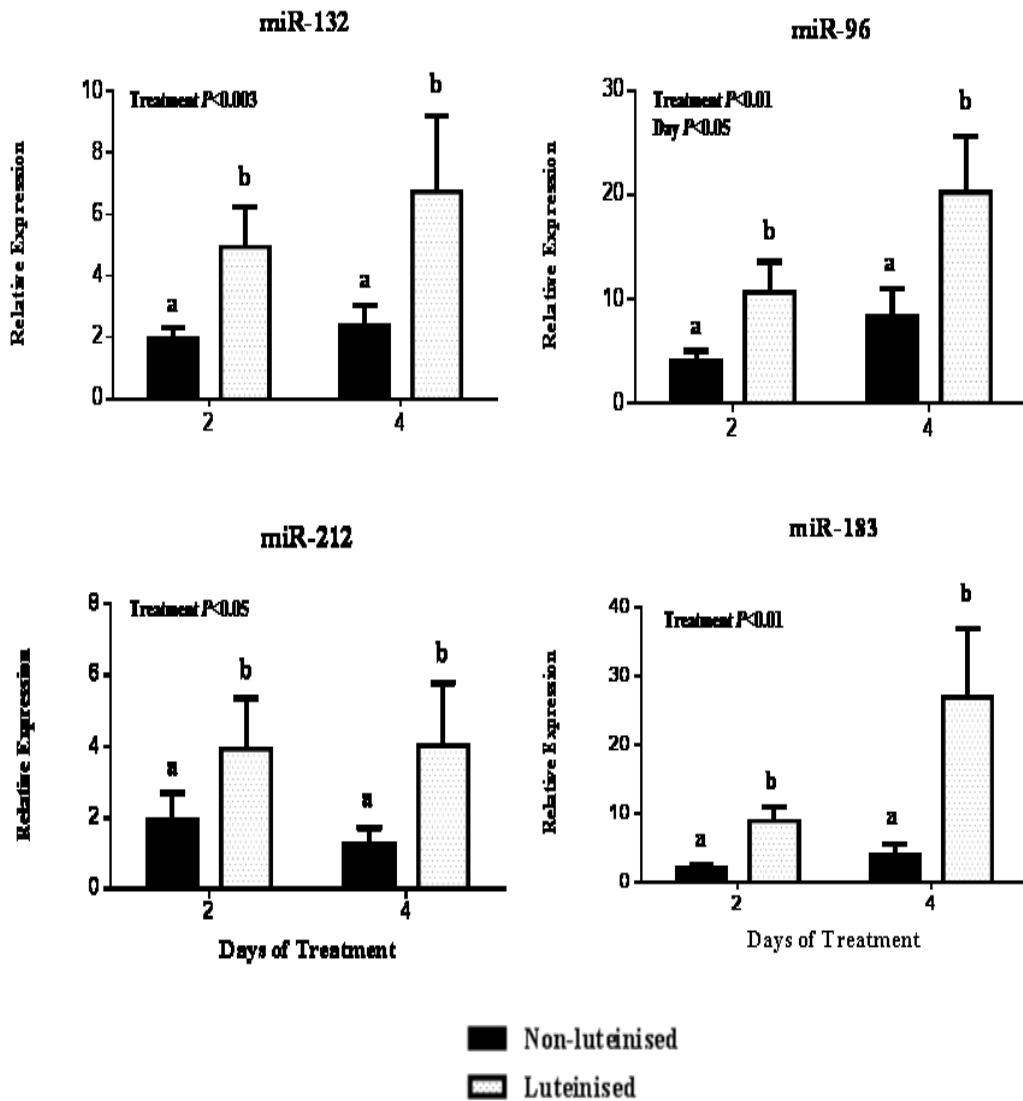 miR-132
Treatment P<0.003
Relative Expression
10
8
6
4
2
0
a
b
a
b
2
4
miR-96
Treatment P<0.01
Day P<0.05
Relative Expression
30
20
10
0
a
b
a
b
2
4
miR-212
Treatment P<0.05
Relative Expression
8
6
4
2
0
a
b
a
b
2
4
Days of Treatment
miR-183
Treatment P<0.01
Relative Expression
40
30
20
10
0
a
b
a
b
2
4
Days of Treatment
Non-luteinised
Luteinised